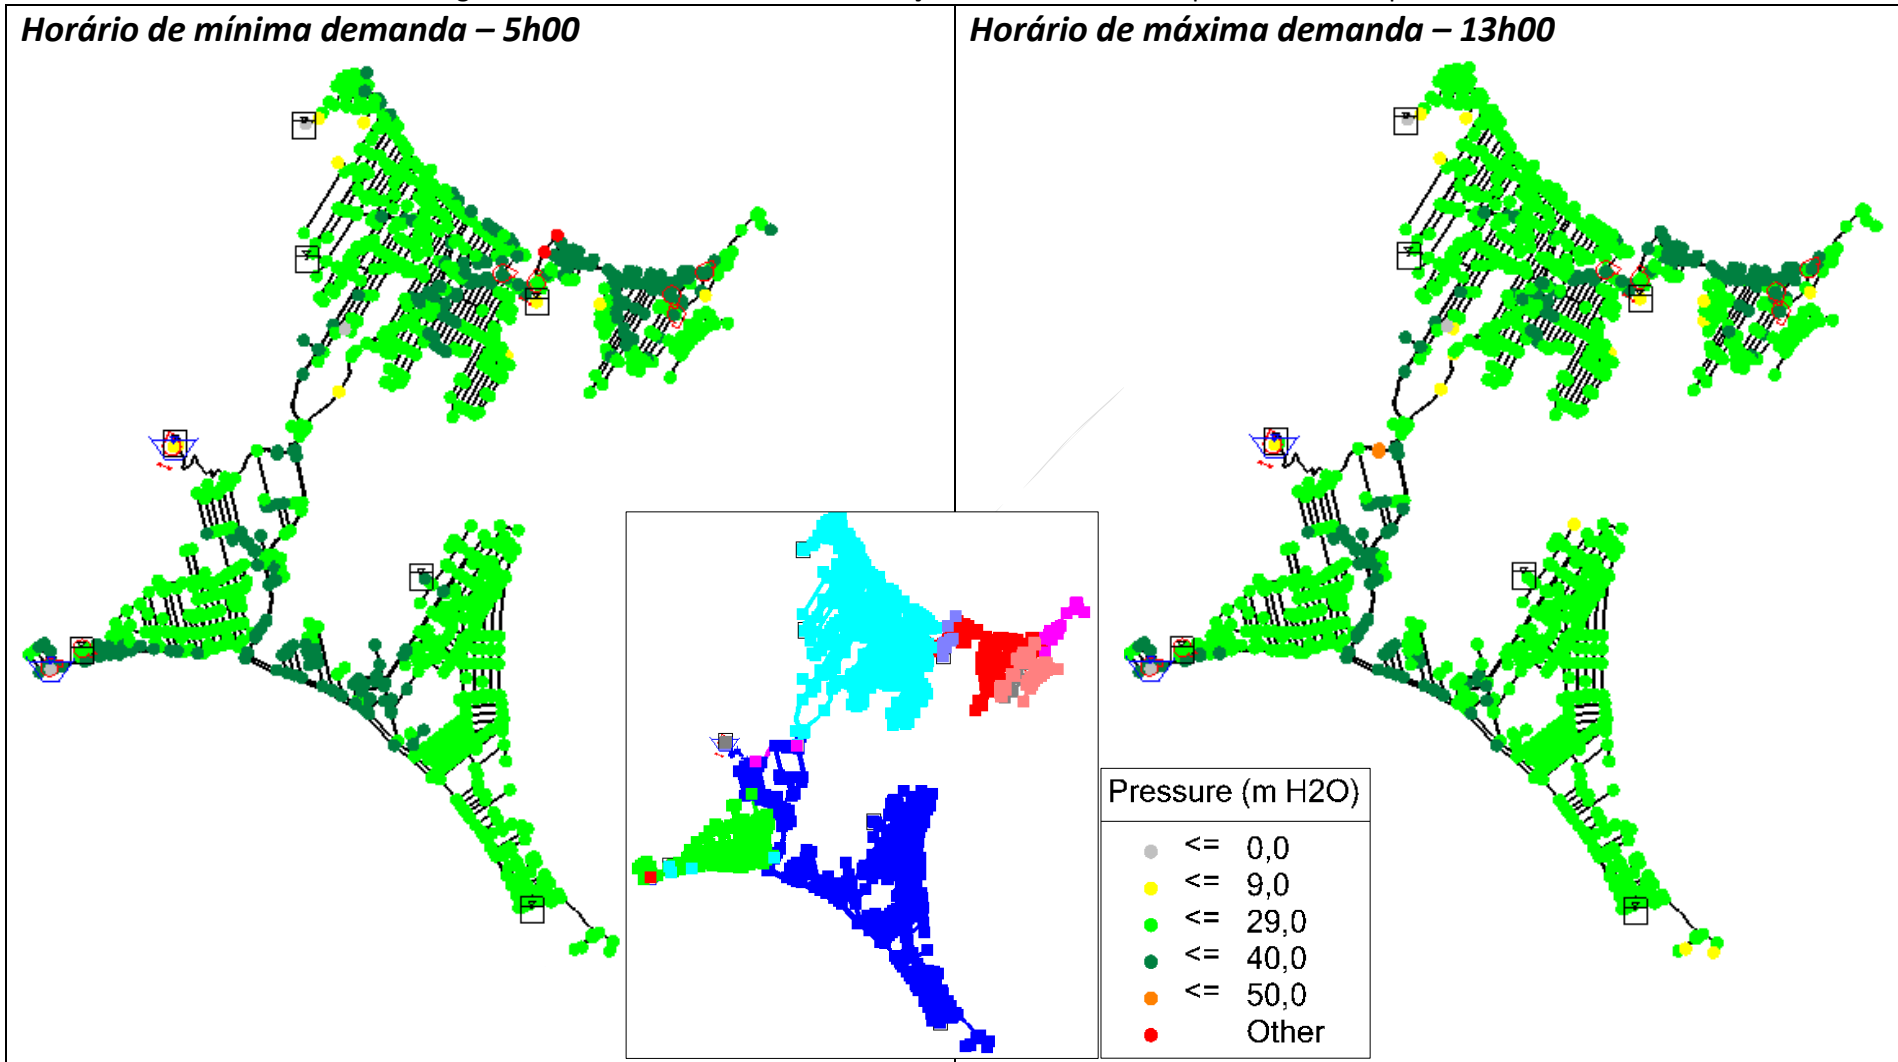 Horário de mínima demanda – 5h00
Horário de máxima demanda – 13h00
Pressure (m H2O)
<= 0,0
<= 9,0
<= 29,0
<= 40,0
<= 50,0
Other